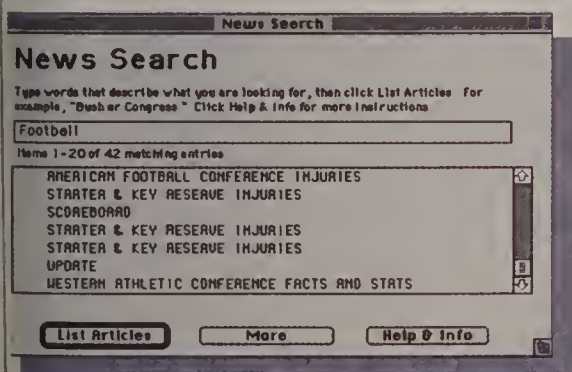 News Search
News Search
Type words that describe what you are looking for, then click List Articles For
example, "Bush or Congress " Click Help & Info for more instructions
Football
Items 1-20 of 42 matching entries
AMERICAN FOOTBALL CONFERENCE INJURIES
STARTER & KEY RESERVE INJURIES
SCOREBOARD
STARTER & KEY RESERVE INJURIES
STARTER & KEY RESERVE INJURIES
UPDATE
WESTERN ATHLETIC CONFERENCE FACTS AND STATS
List Articles More Help & Info